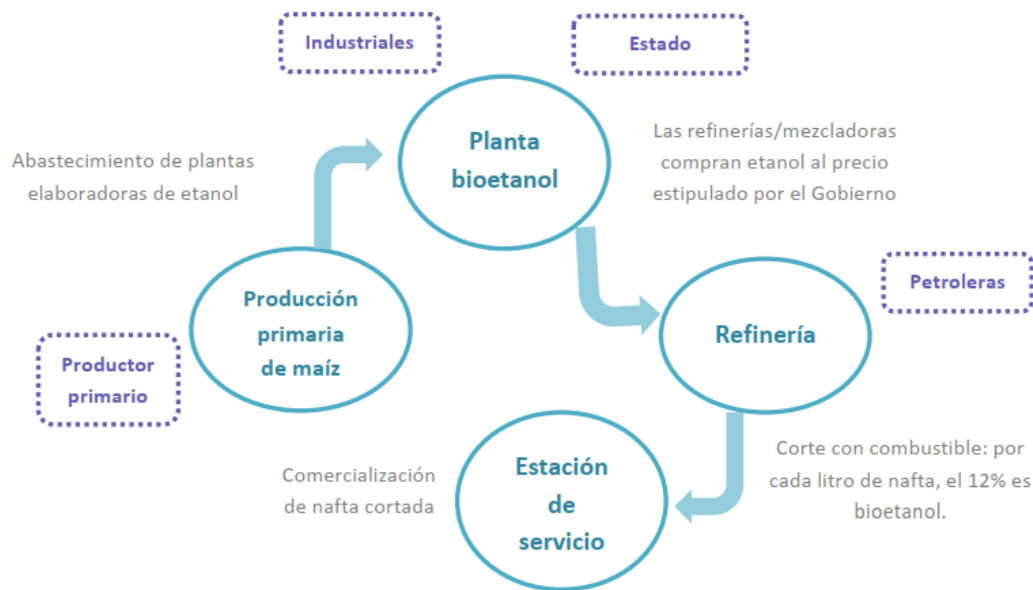 Industriales
Estado
Planta
bioetanol
Las refinerías/mezcladoras
compran etanol al precio
estipulado por el Gobierno
Abastecimiento de plantas
elaboradoras de etanol
Producción
primaria
de maíz
Productor
primario
Refinería
Petroleras
Corte con combustible: por
cada litro de nafta, el 12% es
bioetanol.
Estación
de
servicio
Comercialización
de nafta cortada